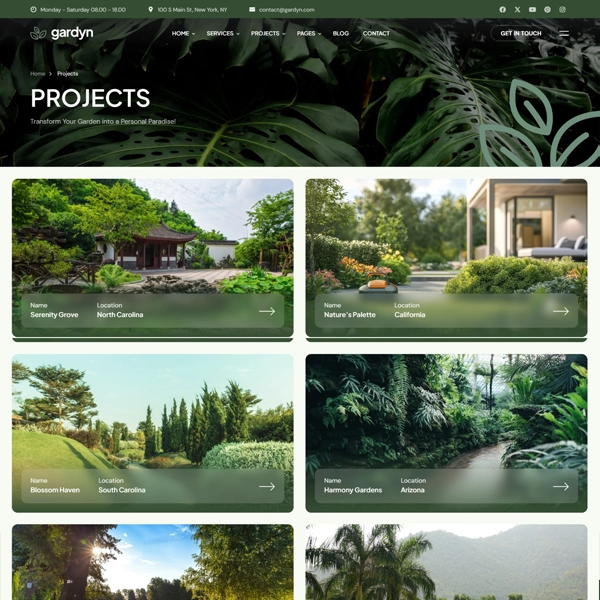 Monday - Saturday 08.00 - 18.00
100 S Main St, New York, NY
contact@gardyn.com
gardyn
HOME
SERVICES
PROJECTS
PAGES
BLOG
CONTACT
GET IN TOUCH
Home
Projects
PROJECTS
Transform Your Garden into a Personal Paradise!
Name
Location
Serenity Grove
North Carolina
Name
Location
Nature's Palette
California
Name
Location
Blossom Haven
South Carolina
Name
Location
Harmony Gardens
Arizona